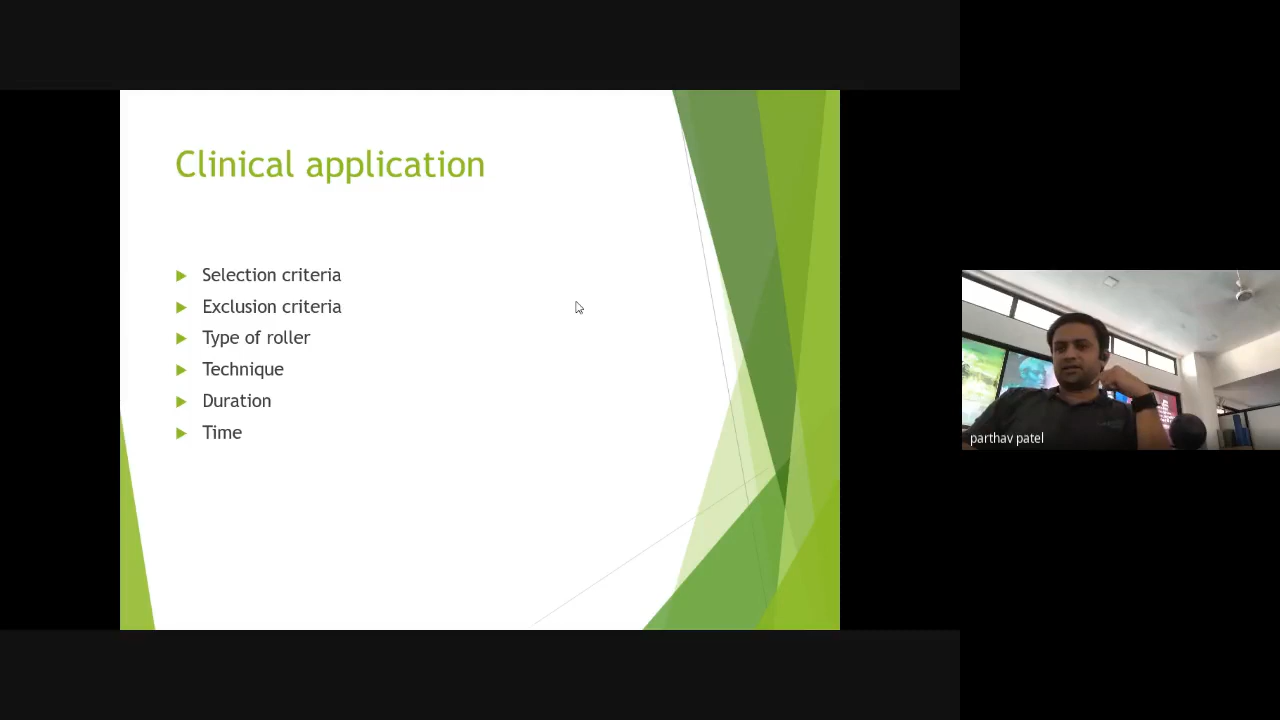 Clinical application
Selection criteria
Exclusion criteria
Type of roller
Technique
Duration
Time
parthav patel